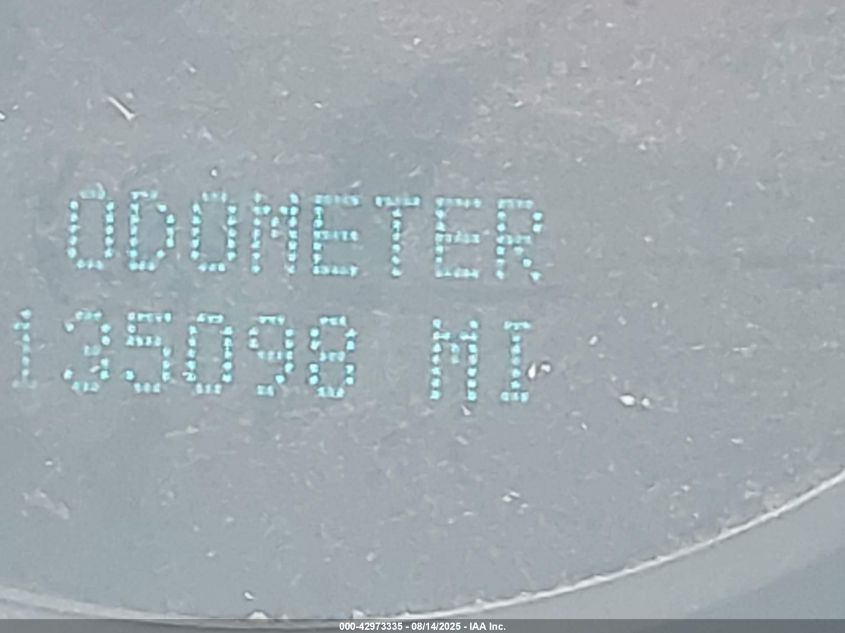 ODOMETER
135098 MI
000-42973335 - 08/14/2025 - IAA Inc.